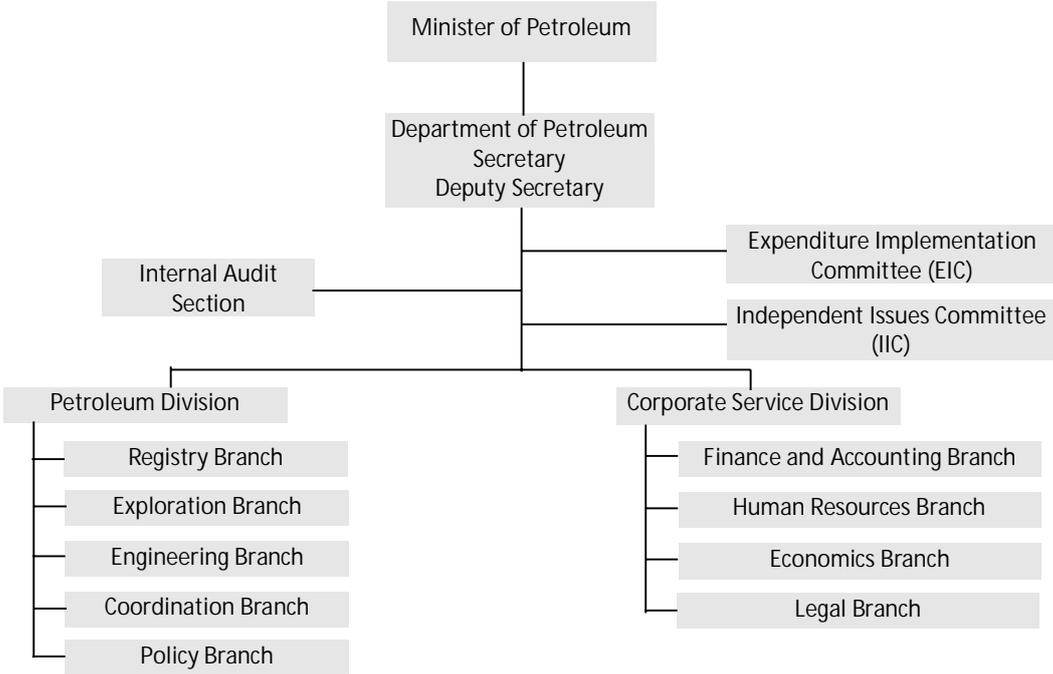 Minister of Petroleum
Department of Petroleum
Secretary
Deputy Secretary
Expenditure Implementation
Committee (EIC)
Internal Audit
Section
Independent Issues Committee
(IIC)
Petroleum Division
Registry Branch
Exploration Branch
Engineering Branch
Coordination Branch
Policy Branch
Corporate Service Division
Finance and Accounting Branch
Human Resources Branch
Economics Branch
Legal Branch